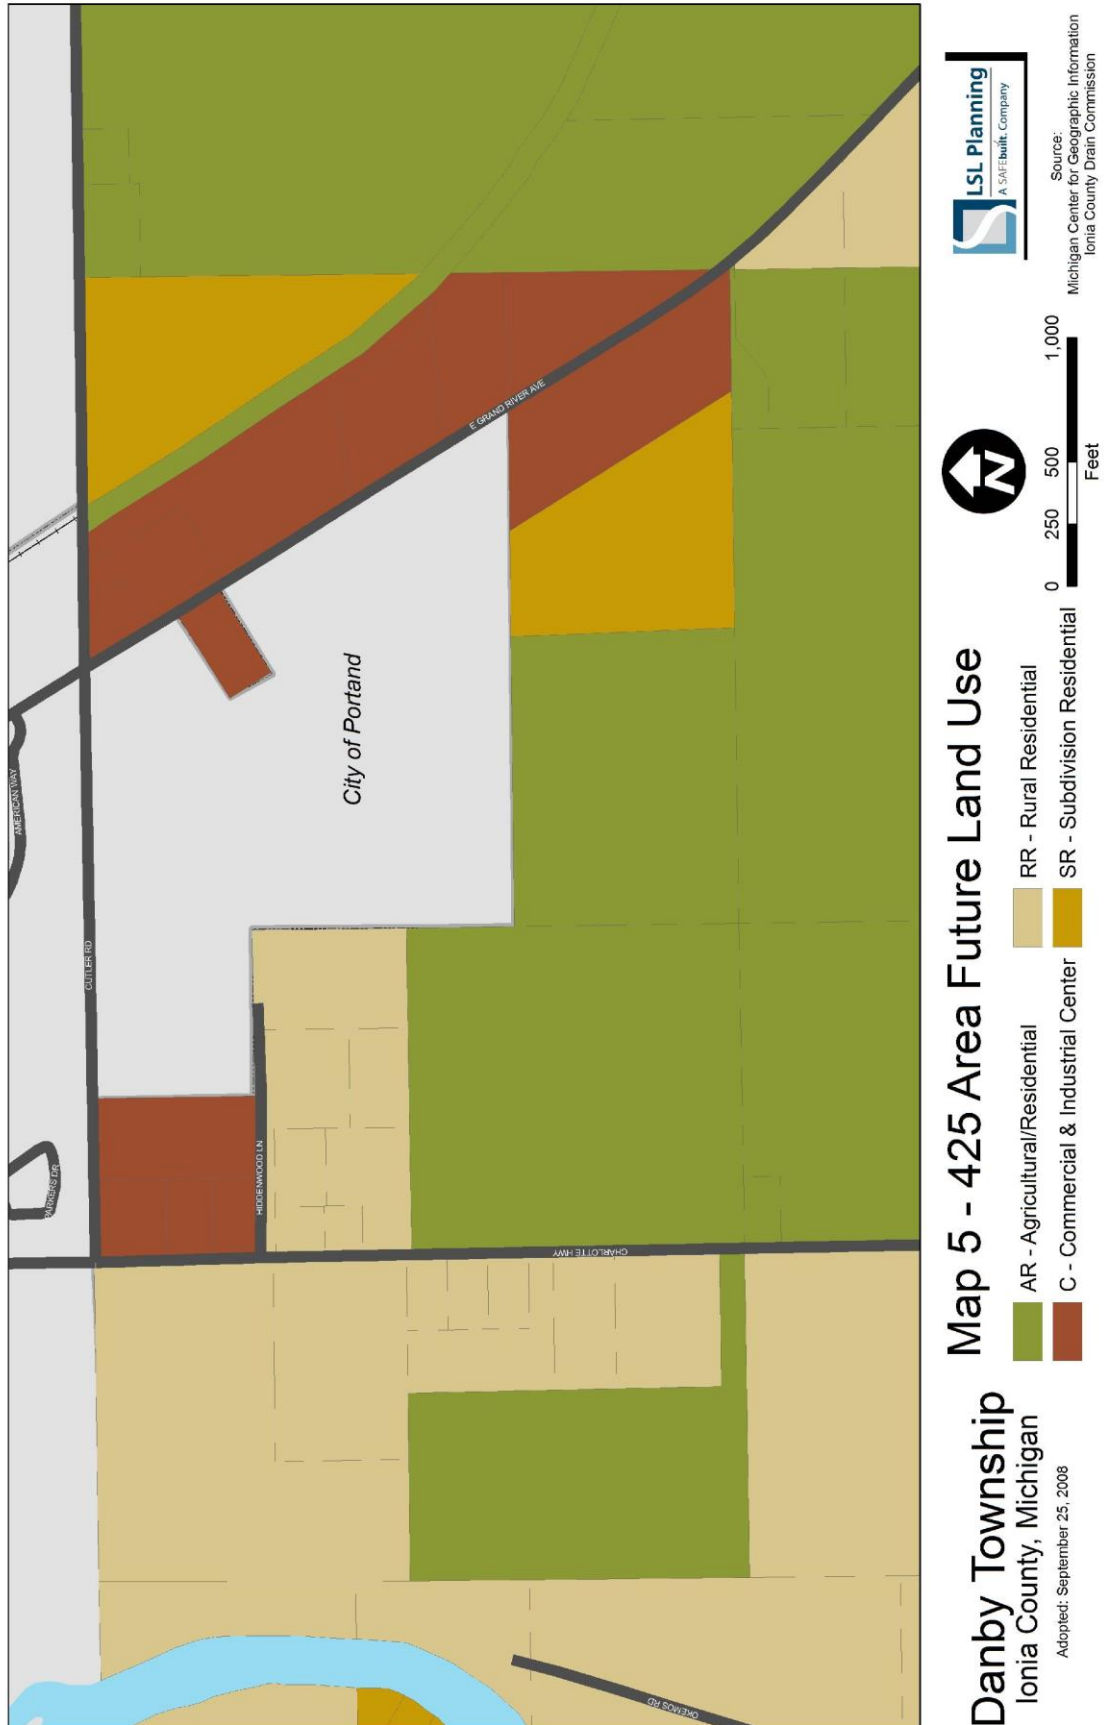 AMERICAN WAY
PARKERS DR
CUTLER RD
HIDDENWOOD LN
CHARLOTTE HWY
E GRAND RIVER AVE
OKEMOS RD
City of Portand
Danby Township
Ionia County, Michigan
Adopted: September 25, 2008
Map 5 - 425 Area Future Land Use
AR - Agricultural/Residential
C - Commercial & Industrial Center
RR - Rural Residential
SR - Subdivision Residential
N
0 250 500 1,000
Feet
LSL Planning
A SAFEbuilt. Company
Source:
Michigan Center for Geographic Information
Ionia County Drain Commission